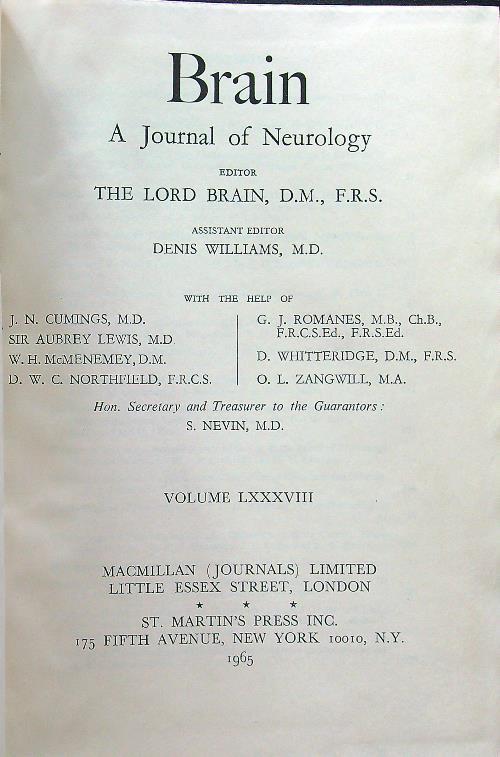 Brain
A Journal of Neurology
EDITOR
THE LORD BRAIN, D.M., F.R.S.
ASSISTANT EDITOR
DENIS WILLIAMS, M.D.
WITH THE HELP OF
J. N. CUMINGS, M.D.
SIR AUBREY LEWIS, M.D.
W. H. McMENEMEY, D.M.
D. W. C. NORTHFIELD, F.R.C.S.
G. J. ROMANES, M.B., Ch.B.,
F.R.C.S.Ed., F.R.S.Ed.
D. WHITTERIDGE, D.M., F.R.S.
O. L. ZANGWILL, M.A.
Hon. Secretary and Treasurer to the Guarantors:
S. NEVIN, M.D.
VOLUME LXXXVIII
MACMILLAN (JOURNALS) LIMITED
LITTLE ESSEX STREET, LONDON
★ ★ ★
ST. MARTIN'S PRESS INC.
175 FIFTH AVENUE, NEW YORK 10010, N.Y.
1965